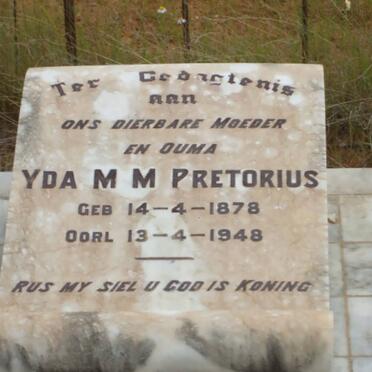 Ter Gedagtenis
aan
ONS DIERBARE MOEDER
EN OUMA
YDA M M PRETORIUS
GEB 14-4-1878
OORL 13-4-1948
RUS MY SIEL U GOD IS KONING